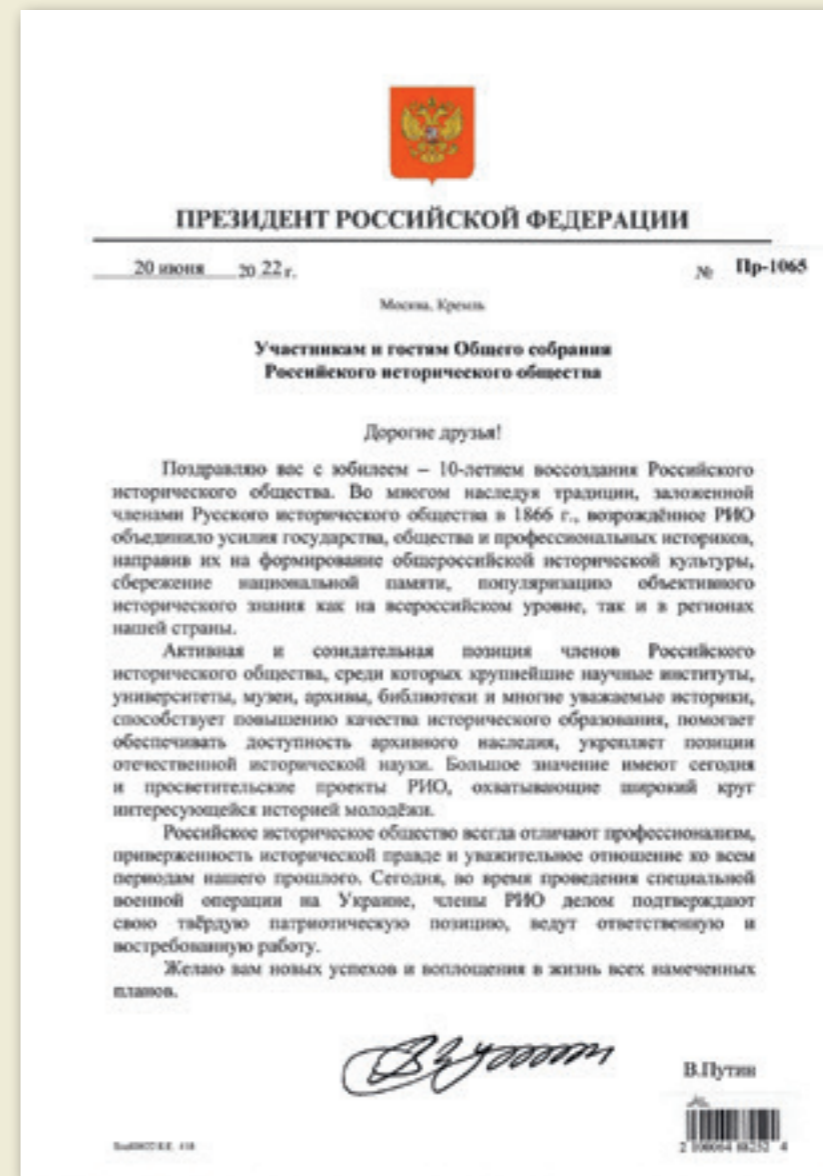 ПРЕЗИДЕНТ РОССИЙСКОЙ ФЕДЕРАЦИИ
20 июня 20 22 г. № Пр-1065
Москва, Кремль
Участникам и гостям Общего собрания
Российского исторического общества
Дорогие друзья!
Поздравляю вас с юбилеем – 10-летием воссоздания Российского
исторического общества. Во многом наследуя традиции, заложенной
членами Русского исторического общества в 1866 г., возрождённое РИО
объединило усилия государства, общества и профессиональных историков,
направив их на формирование общероссийской исторической культуры,
сбережение национальной памяти, популяризацию объективного
исторического знания как на всероссийском уровне, так и в регионах
нашей страны.
Активная и созидательная позиция членов Российского
исторического общества, среди которых крупнейшие научные институты,
университеты, музеи, архивы, библиотеки и многие уважаемые историки,
способствует повышению качества исторического образования, помогает
обеспечивать доступность архивного наследия, укрепляет позиции
отечественной исторической науки. Большое значение имеют сегодня
и просветительские проекты РИО, охватывающие широкий круг
интересующейся историей молодёжи.
Российское историческое общество всегда отличают профессионализм,
приверженность исторической правде и уважительное отношение ко всем
периодам нашего прошлого. Сегодня, во время проведения специальной
военной операции на Украине, члены РИО делом подтверждают
свою твёрдую патриотическую позицию, ведут ответственную и
востребованную работу.
Желаю вам новых успехов и воплощения в жизнь всех намеченных
планов.
В.Путин